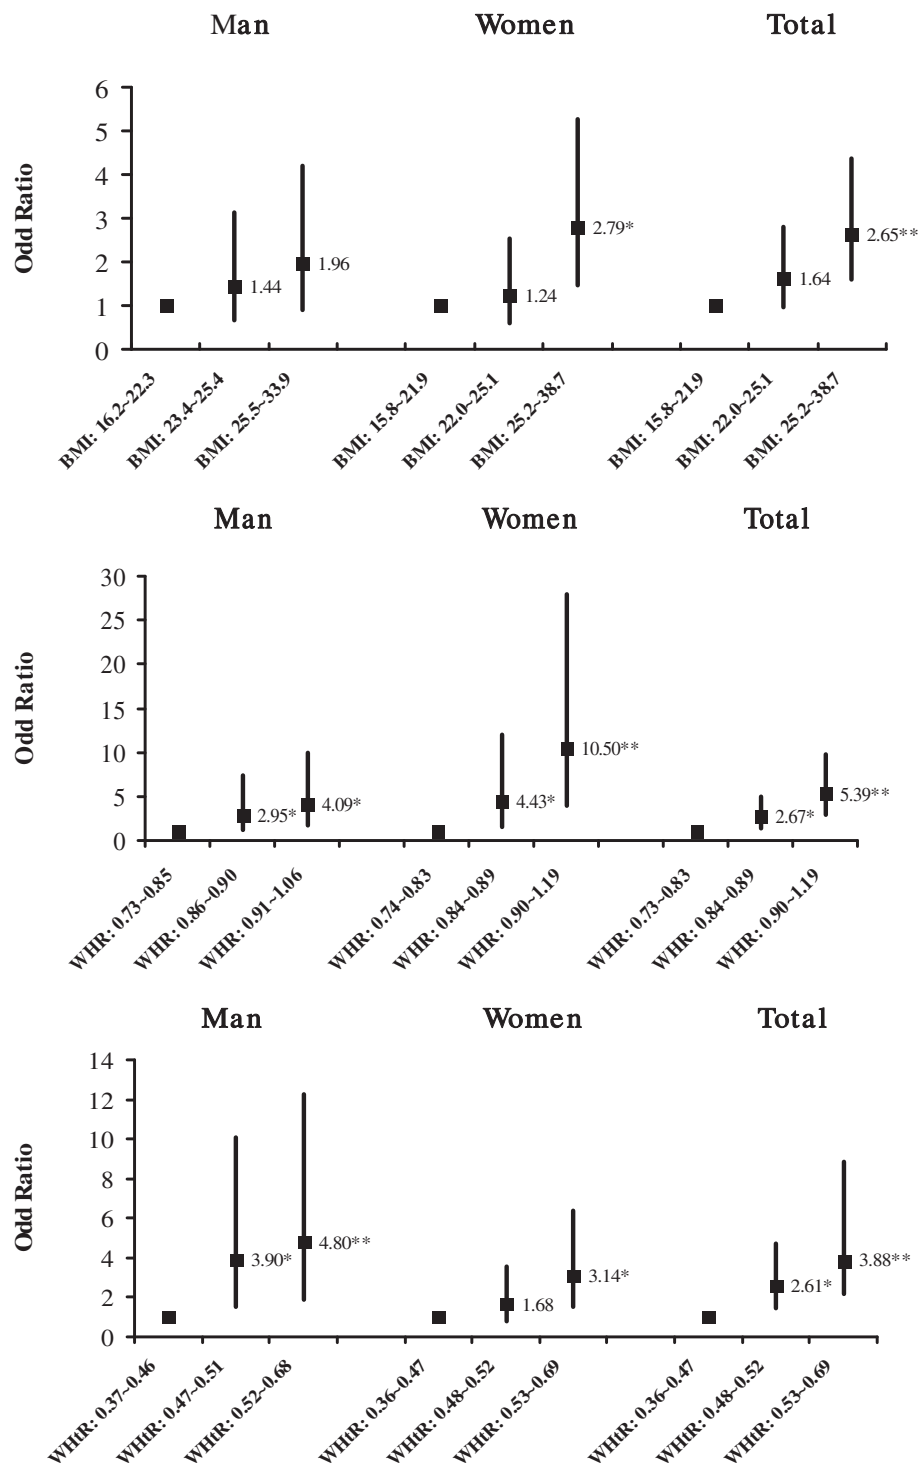 Man Women Total
6
5
4
3
2
1
0
Odd Ratio
1.44
1.96
1.24
2.79*
1.64
2.65**
BMI: 16.2~22.3
BMI: 23.4~25.4
BMI: 25.5~33.9
BMI: 15.8~21.9
BMI: 22.0~25.1
BMI: 25.2~38.7
BMI: 15.8~21.9
BMI: 22.0~25.1
BMI: 25.2~38.7
Man Women Total
30
25
20
15
10
5
0
Odd Ratio
2.95*
4.09*
4.43*
10.50**
2.67*
5.39**
WHR: 0.73~0.85
WHR: 0.86~0.90
WHR: 0.91~1.06
WHR: 0.74~0.83
WHR: 0.84~0.89
WHR: 0.90~1.19
WHR: 0.73~0.83
WHR: 0.84~0.89
WHR: 0.90~1.19
Man Women Total
14
12
10
8
6
4
2
0
Odd Ratio
3.90*
4.80**
1.68
3.14*
2.61*
3.88**
WHtR: 0.37~0.46
WHtR: 0.47~0.51
WHtR: 0.52~0.68
WHtR: 0.36~0.47
WHtR: 0.48~0.52
WHtR: 0.53~0.69
WHtR: 0.36~0.47
WHtR: 0.48~0.52
WHtR: 0.53~0.69